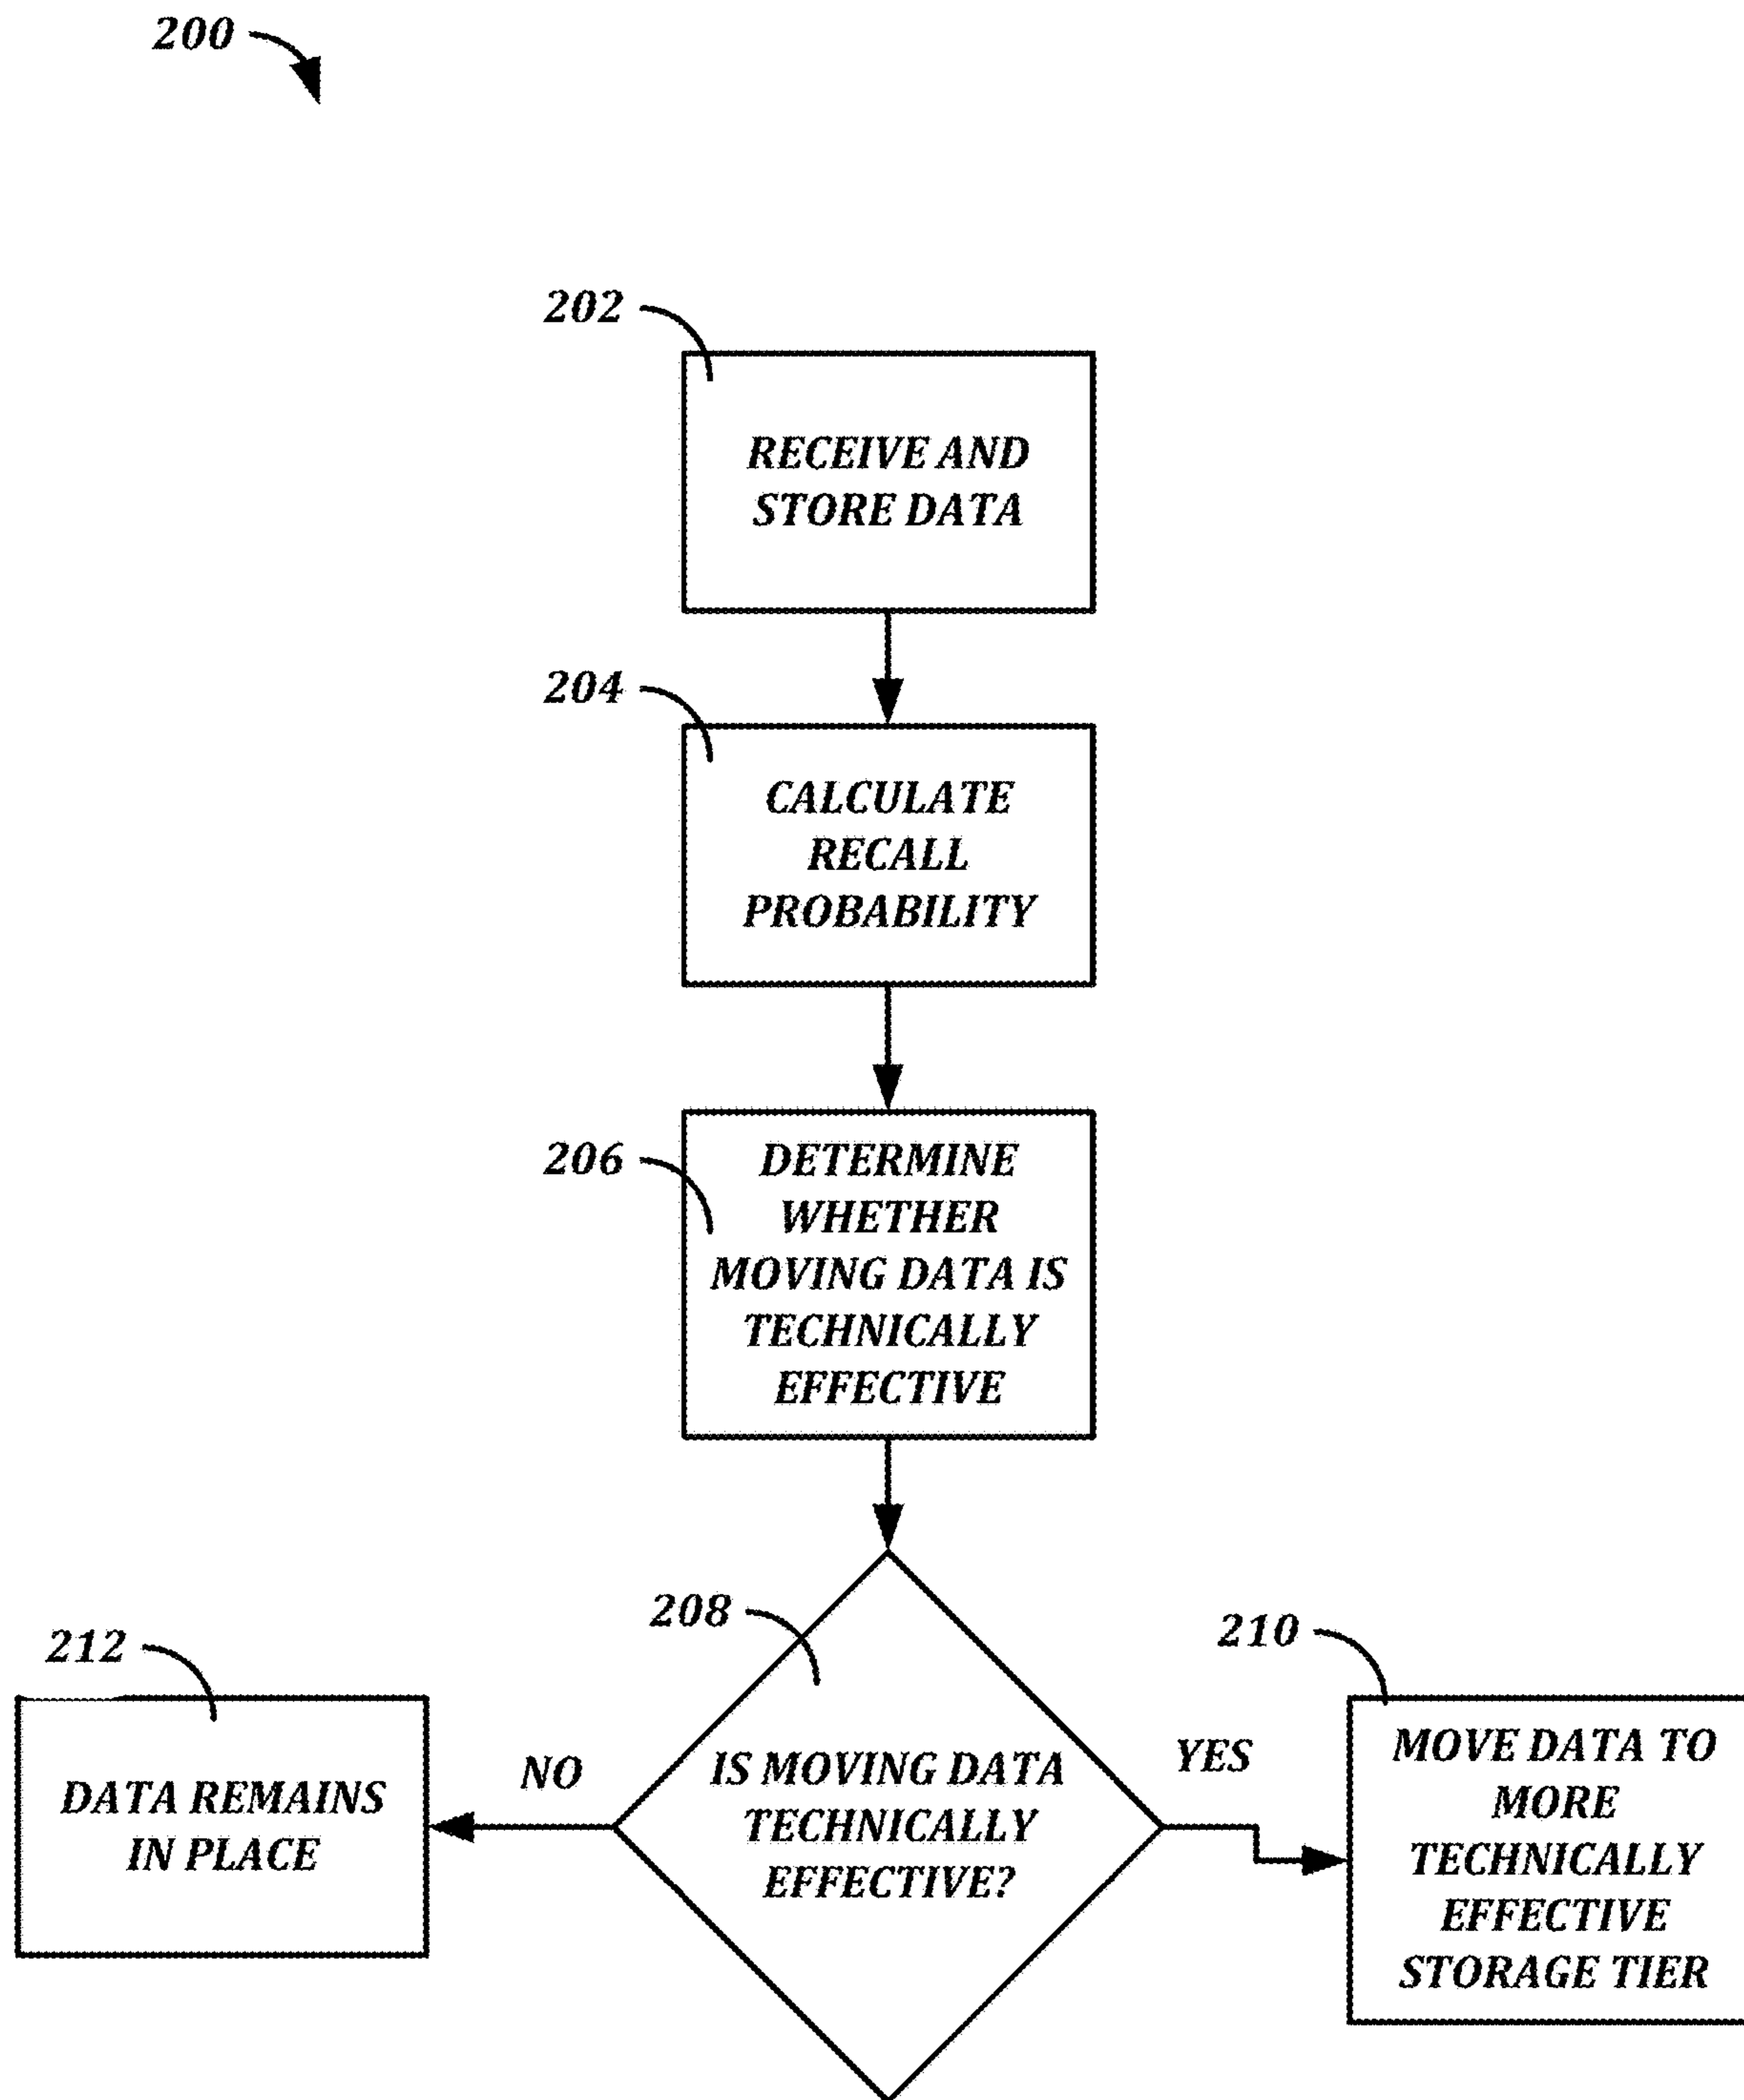 200
202
RECEIVE AND
STORE DATA
204
CALCULATE
RECALL
PROBABILITY
206
DETERMINE
WHETHER
MOVING DATA IS
TECHNICALLY
EFFECTIVE
208
IS MOVING DATA
TECHNICALLY
EFFECTIVE?
NO
212
DATA REMAINS
IN PLACE
YES
210
MOVE DATA TO
MORE
TECHNICALLY
EFFECTIVE
STORAGE TIER